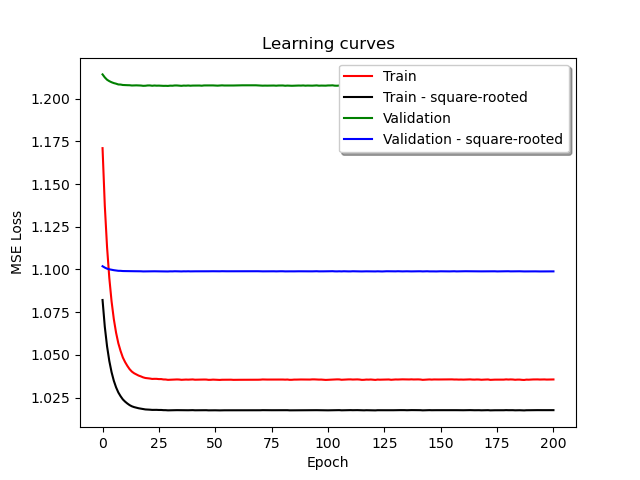 Learning curves
Train
Train - square-rooted
Validation
Validation - square-rooted
1.200
1.175
1.150
1.125
1.100
1.075
1.050
1.025
MSE Loss
0 25 50 75 100 125 150 175 200
Epoch